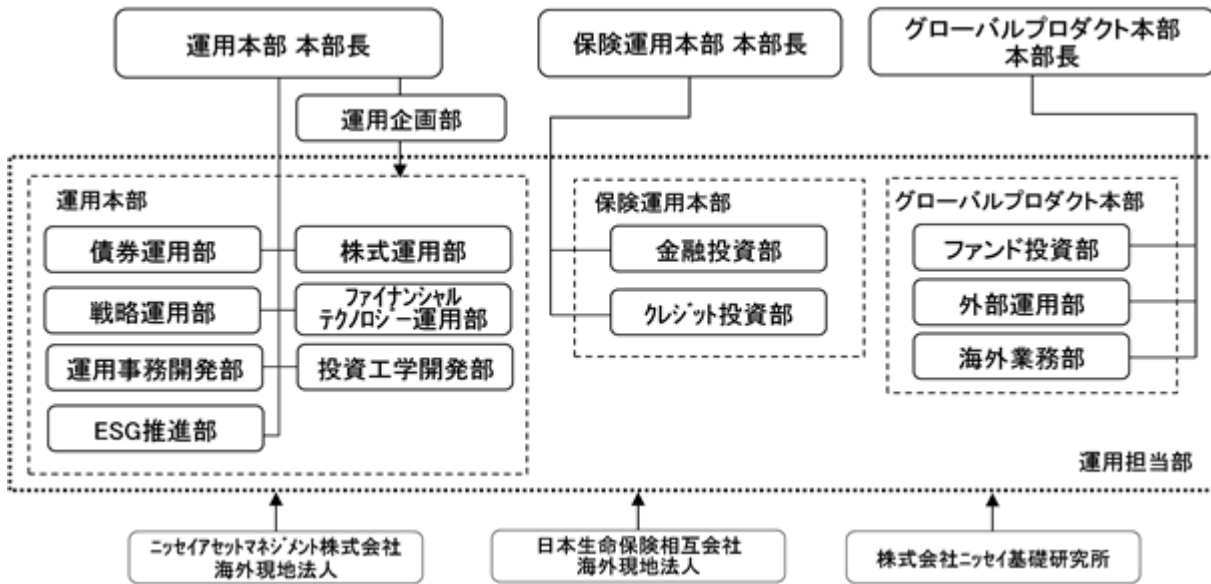 運用本部 本部長
保険運用本部 本部長
グローバルプロダクト本部
本部長
運用企画部
運用本部
債券運用部
株式運用部
戦略運用部
ファイナンシャル
テクノロジー運用部
運用事務開発部
投資工学開発部
ESG推進部
保険運用本部
金融投資部
クレジット投資部
グローバルプロダクト本部
ファンド投資部
外部運用部
海外業務部
運用担当部
ニッセイアセットマネジメント株式会社
海外現地法人
日本生命保険相互会社
海外現地法人
株式会社ニッセイ基礎研究所